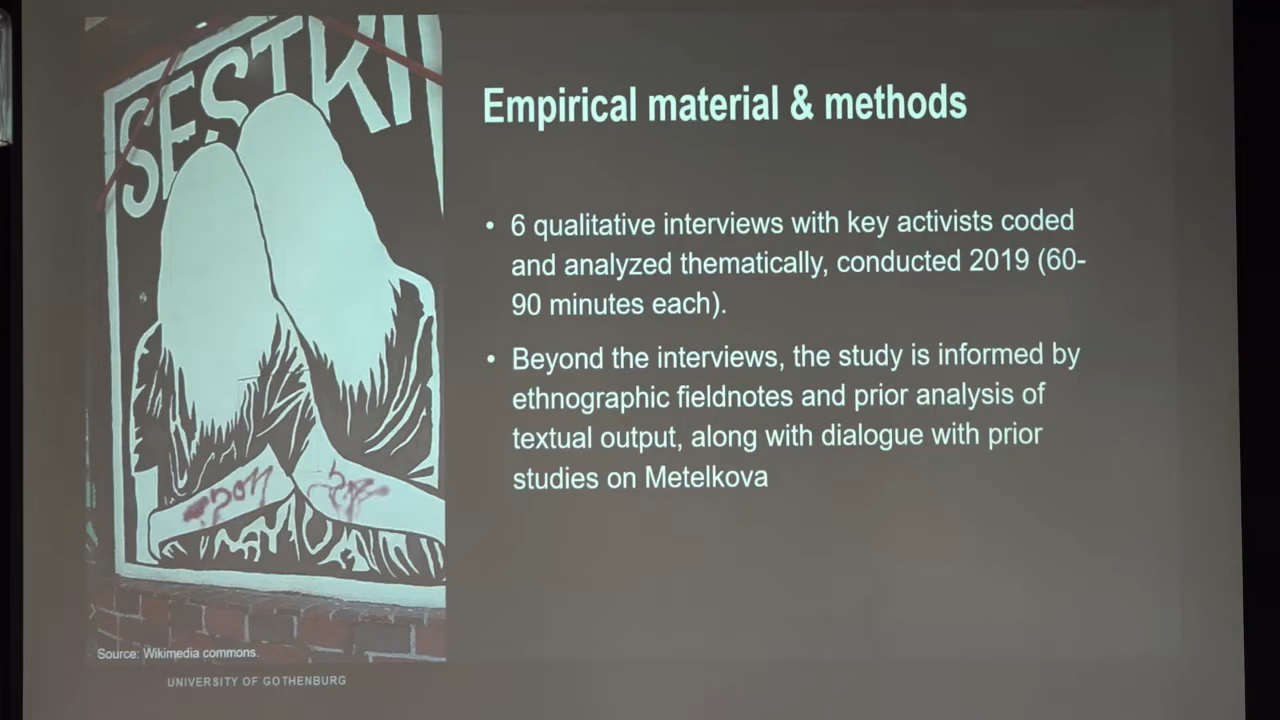 SESTKI
Empirical material & methods
• 6 qualitative interviews with key activists coded
and analyzed thematically, conducted 2019 (60-
90 minutes each).
• Beyond the interviews, the study is informed by
ethnographic fieldnotes and prior analysis of
textual output, along with dialogue with prior
studies on Metelkova
Source: Wikimedia commons.
UNIVERSITY OF GOTHENBURG